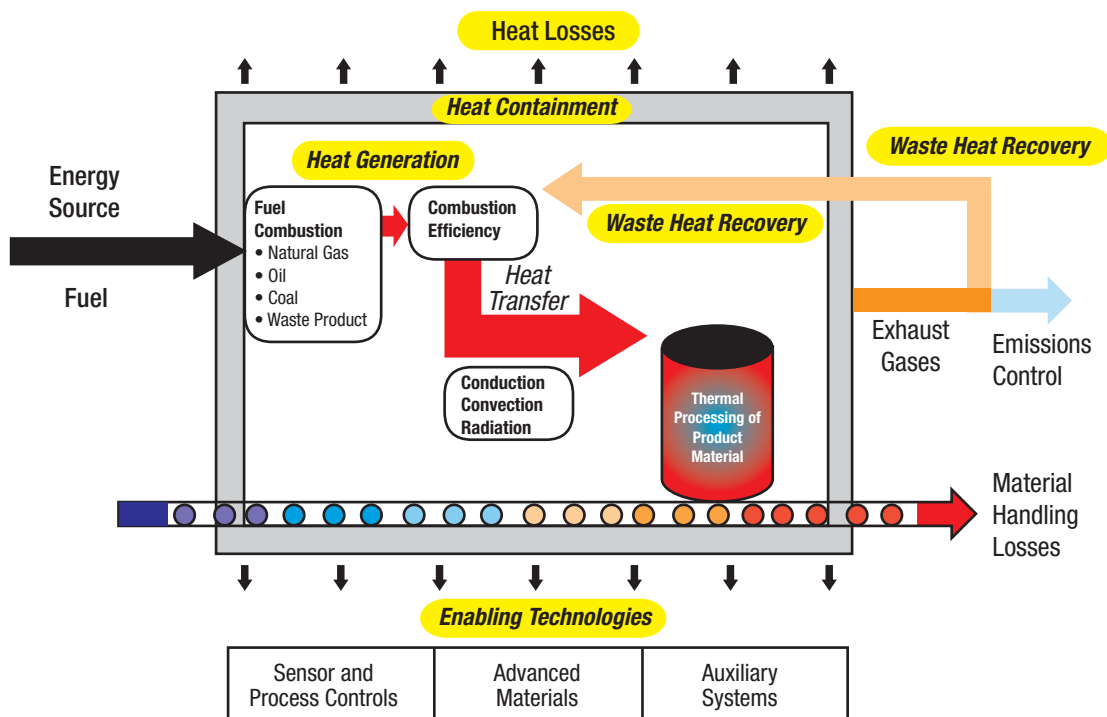 Heat Losses
Heat Containment
Waste Heat Recovery
Heat Generation
Energy
Source
Fuel
Fuel
Combustion
• Natural Gas
• Oil
• Coal
• Waste Product
Combustion
Efficiency
Waste Heat Recovery
Heat
Transfer
Conduction
Convection
Radiation
Thermal
Processing of
Product
Material
Exhaust
Gases
Emissions
Control
Material
Handling
Losses
Enabling Technologies
Sensor and
Process Controls
Advanced
Materials
Auxiliary
Systems